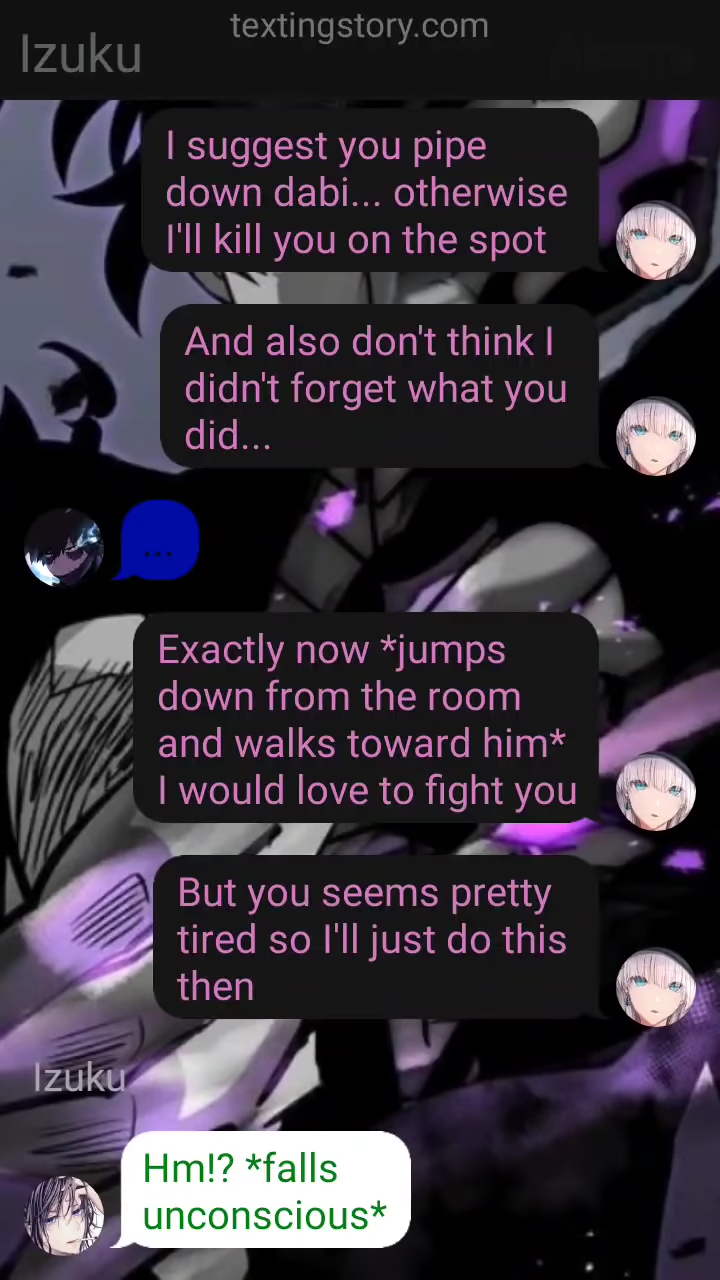 textingstory.com
Izuku
I suggest you pipe
down dabi... otherwise
I'll kill you on the spot
And also don't think I
didn't forget what you
did...
...
Exactly now *jumps
down from the room
and walks toward him*
I would love to fight you
But you seems pretty
tired so I'll just do this
then
Izuku
Hm!? *falls
unconscious*